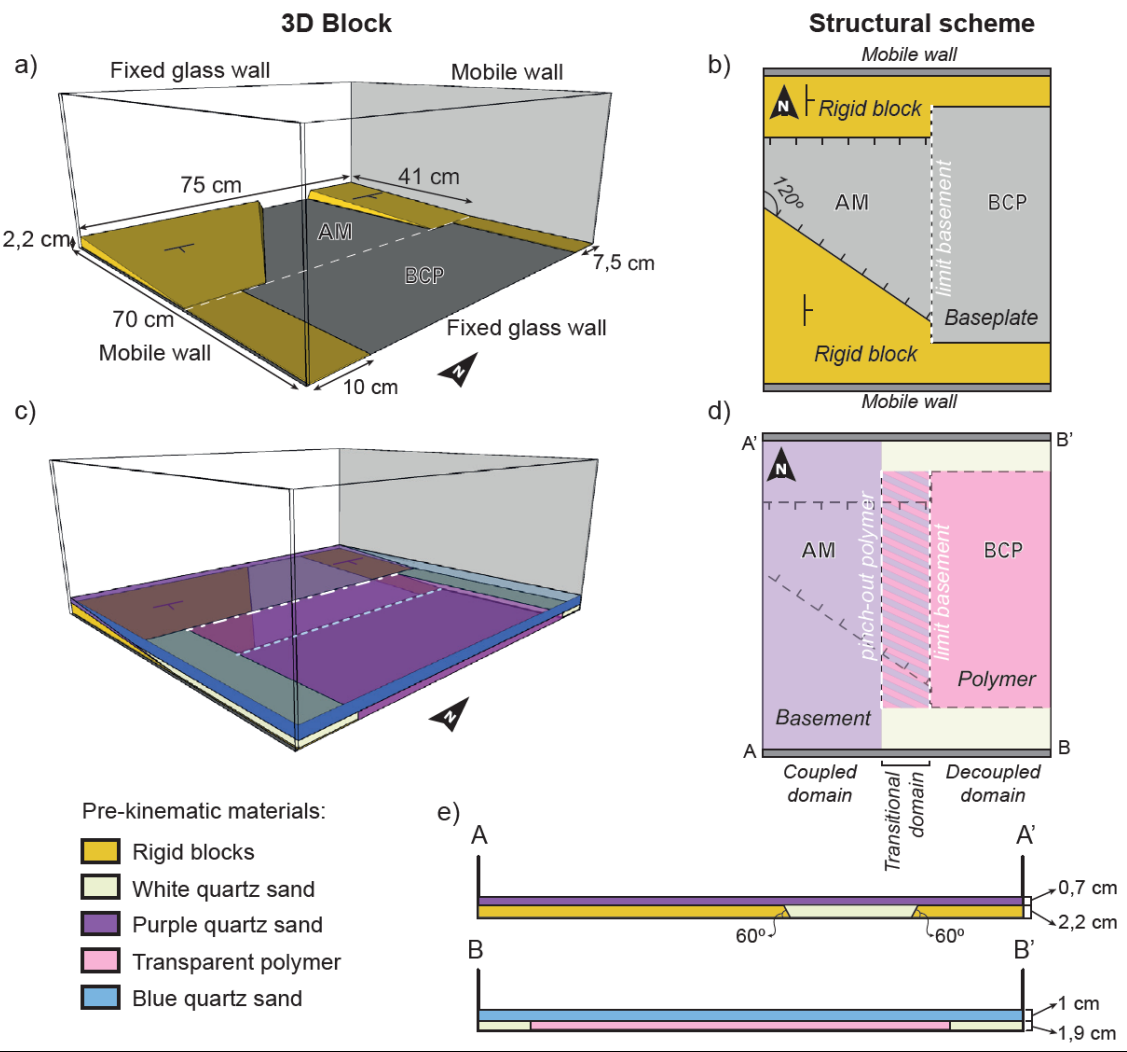 3D Block
Structural scheme
a)
Fixed glass wall
Mobile wall
75 cm
41 cm
2,2 cm
AM
BCP
7,5 cm
70 cm
Mobile wall
Fixed glass wall
10 cm
N
b)
Mobile wall
N
Rigid block
120º
AM
BCP
limit basement
Baseplate
Rigid block
Mobile wall
c)
N
d)
A'
B'
N
AM
BCP
pinch-out polymer
limit basement
Polymer
Basement
A
B
Coupled
domain
Transitional
domain
Decoupled
domain
Pre-kinematic materials:
Rigid blocks
White quartz sand
Purple quartz sand
Transparent polymer
Blue quartz sand
e)
A
A'
0,7 cm
2,2 cm
60º
60º
B
B'
1 cm
1,9 cm